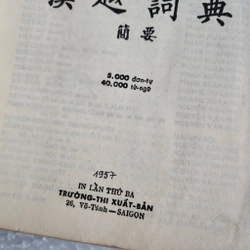 漢越詞典
簡要
5.000 đơn-tự
40.000 từ-ngữ
1957
IN LẦN THỨ BA
TRƯỜNG-THI XUẤT-BẢN
26, Võ-Tánh — SAIGON